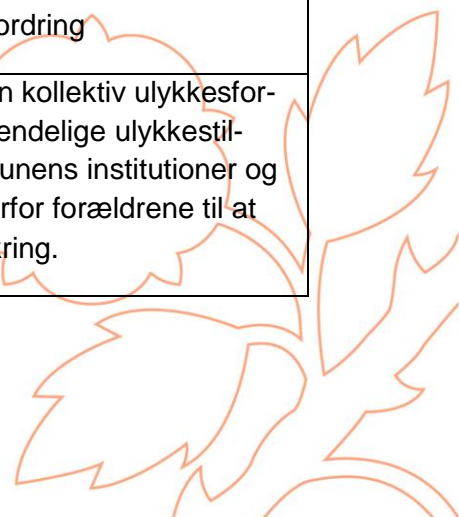 ordring
n kollektiv ulykkesfor-
endelige ulykkestil-
unens institutioner og
rfor forældrene til at
ring.